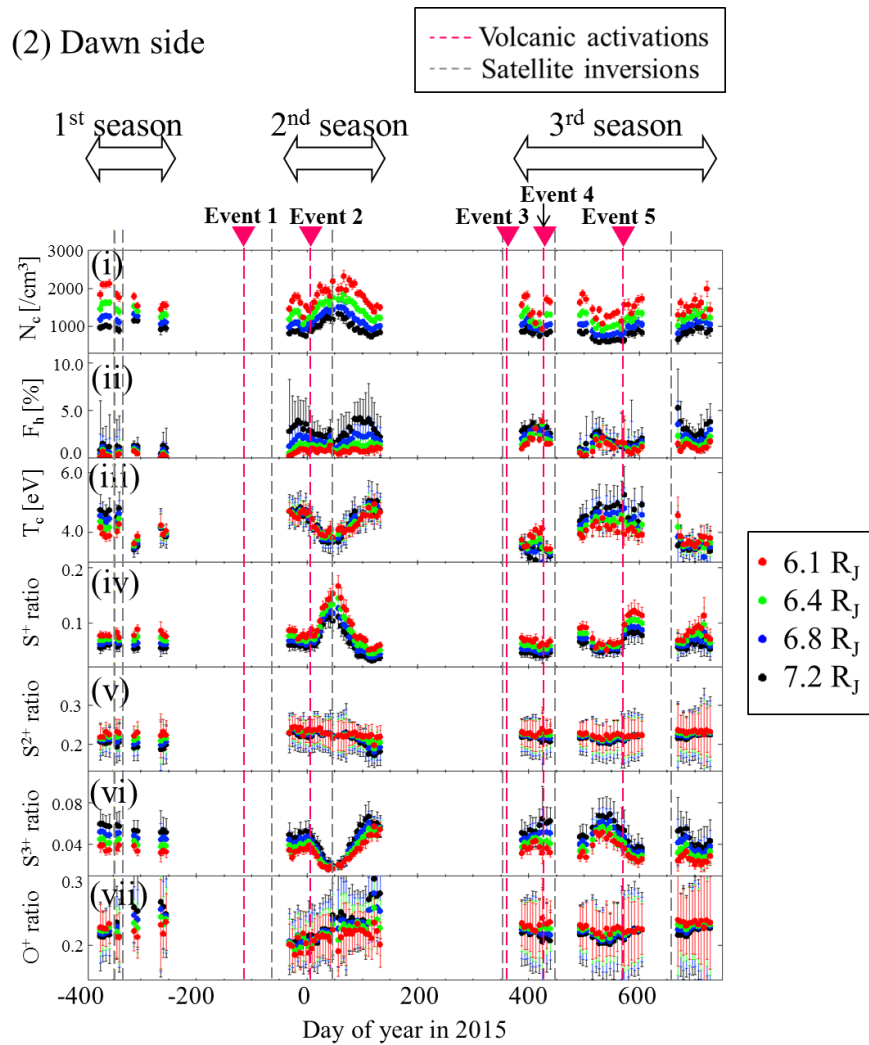 (2) Dawn side
Volcanic activations
Satellite inversions
1st season
2nd season
3rd season
Event 4
Event 1
Event 2
Event 3
Event 5
(i)
Nc [/cm³]
3000
2000
1000
(ii)
Fh [%]
10.0
5.0
0.0
(iii)
Tc [eV]
6.0
4.0
(iv)
S+ ratio
0.2
0.1
(v)
S2+ ratio
0.3
0.2
(vi)
S3+ ratio
0.08
0.04
(vii)
O+ ratio
0.3
0.2
6.1 RJ
6.4 RJ
6.8 RJ
7.2 RJ
-400
-200
0
200
400
600
Day of year in 2015